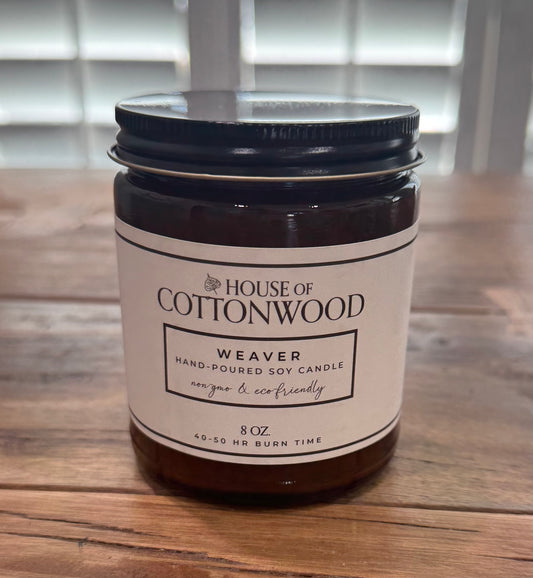 HOUSE OF
COTTONWOOD
WEAVER
HAND-POURED SOY CANDLE
non-gmo & eco-friendly
8 OZ.
40-50 HR BURN TIME